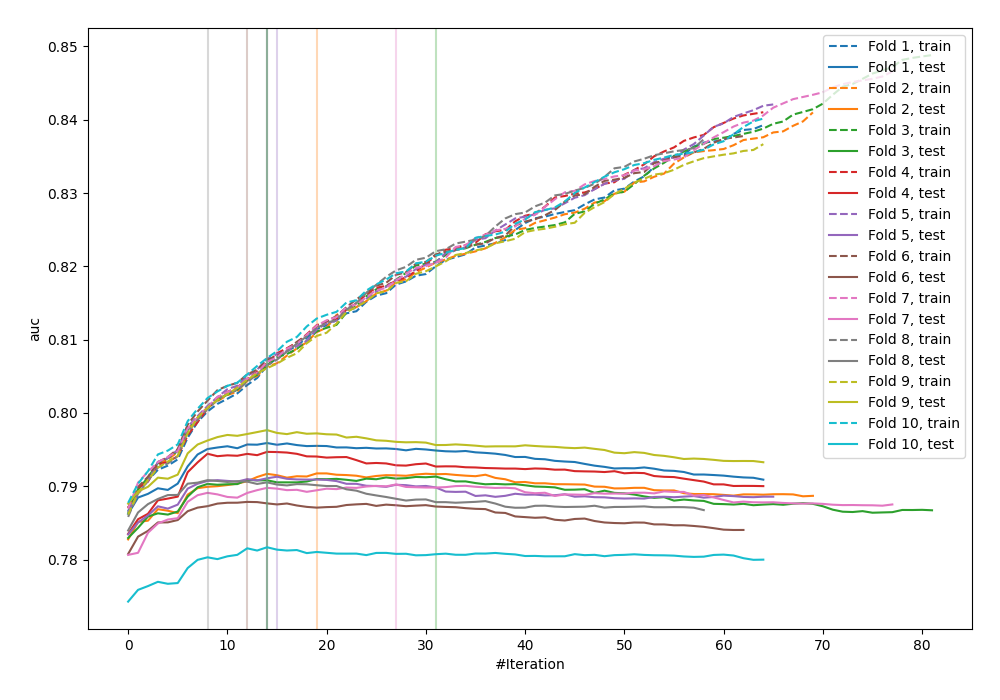 0.85
0.84
0.83
0.82
0.81
0.80
0.79
0.78
auc
0
10
20
30
40
50
60
70
80
#Iteration
Fold 1, train
Fold 1, test
Fold 2, train
Fold 2, test
Fold 3, train
Fold 3, test
Fold 4, train
Fold 4, test
Fold 5, train
Fold 5, test
Fold 6, train
Fold 6, test
Fold 7, train
Fold 7, test
Fold 8, train
Fold 8, test
Fold 9, train
Fold 9, test
Fold 10, train
Fold 10, test